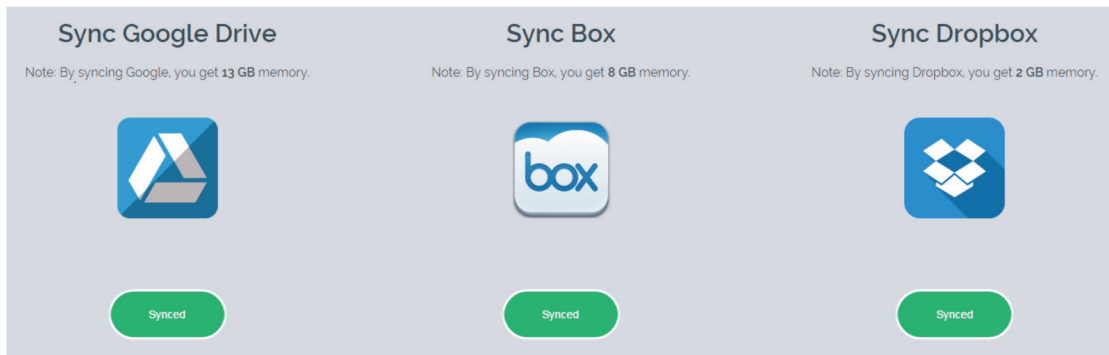 Sync Google Drive
Note: By syncing Google, you get 13 GB memory.
Synced
Sync Box
Note: By syncing Box, you get 8 GB memory.
box
Synced
Sync Dropbox
Note: By syncing Dropbox, you get 2 GB memory.
Synced